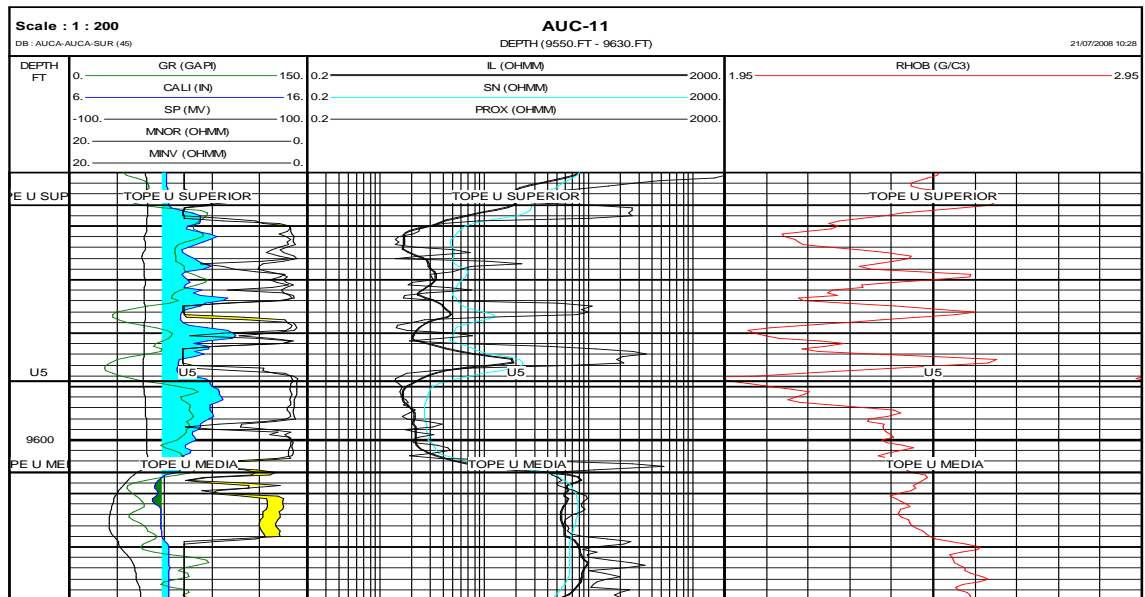 Scale : 1 : 200
AUC-11
DB : AUCA-AUCA-SUR (45)
DEPTH (9550.FT - 9630.FT)
21/07/2008 10:28
DEPTH
FT
GR (GAPI)
0. 150.
CALI (IN)
6. 16.
SP (MV)
-100. 100.
MNOR (OHMM)
20. 0.
MINV (OHMM)
20. 0.
IL (OHMM)
0.2 2000.
SN (OHMM)
0.2 2000.
PROX (OHMM)
0.2 2000.
RHOB (G/C3)
1.95 2.95
PE U SUP TOPE U SUPERIOR TOPE U SUPERIOR TOPE U SUPERIOR
U5 U5 U5 U5
9600
PE U MEI TOPE U MEDIA TOPE U MEDIA TOPE U MEDIA